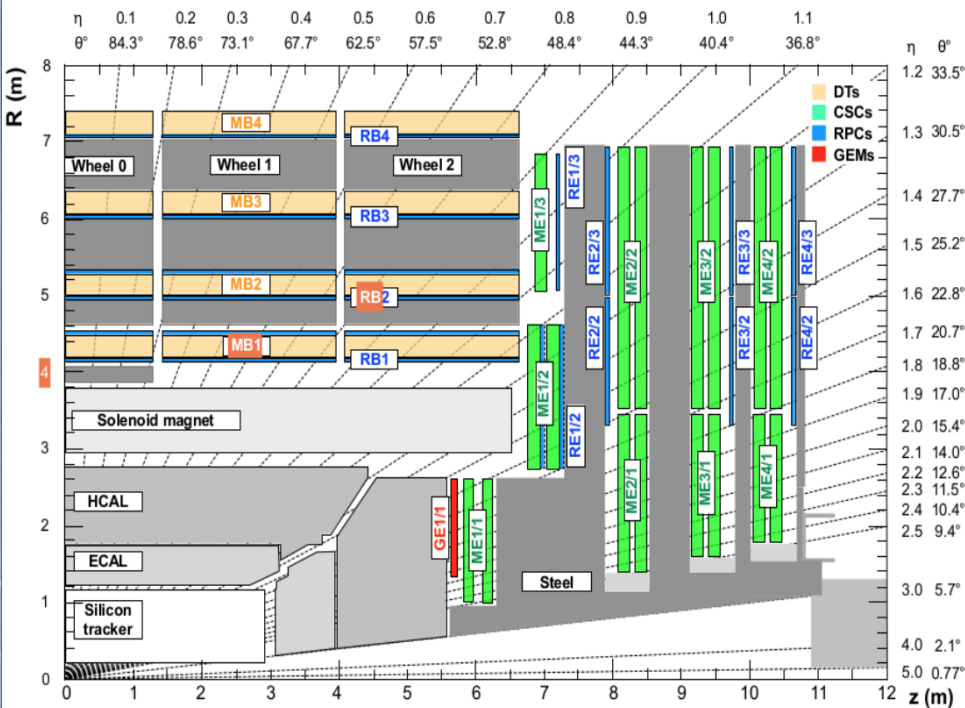 η 0.1 0.2 0.3 0.4 0.5 0.6 0.7 0.8 0.9 1.0 1.1
θ° 84.3° 78.6° 73.1° 67.7° 62.5° 57.5° 52.8° 48.4° 44.3° 40.4° 36.8° η θ°
R (m)
8
7
6
5
4
3
2
1
0
1.2 33.5°
1.3 30.5°
1.4 27.7°
1.5 25.2°
1.6 22.8°
1.7 20.7°
1.8 18.8°
1.9 17.0°
2.0 15.4°
2.1 14.0°
2.2 12.6°
2.3 11.5°
2.4 10.4°
2.5 9.4°
3.0 5.7°
4.0 2.1°
5.0 0.77°
DTs
CSCs
RPCs
GEMs
MB4
RB4
Wheel 0
Wheel 1
Wheel 2
MB3
RB3
MB2
RB2
MB1
RB1
Solenoid magnet
HCAL
ECAL
Silicon
tracker
Steel
GE1/1
ME1/1
ME1/2
ME1/3
RE1/2
RE1/3
RE2/2
RE2/3
ME2/1
ME2/2
ME3/1
ME3/2
RE3/2
RE3/3
ME4/1
ME4/2
RE4/2
RE4/3
0 1 2 3 4 5 6 7 8 9 10 11 12
z (m)